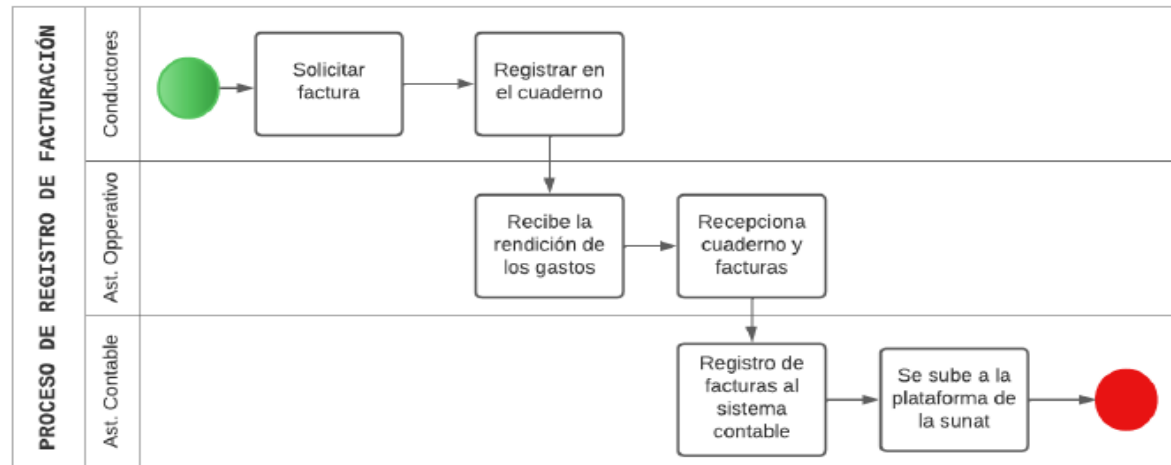 PROCESO DE REGISTRO DE FACTURACIÓN
Conductores
Solicitar
factura
Registrar en
el cuaderno
Ast. Opperativo
Recibe la
rendición de
los gastos
Recepciona
cuaderno y
facturas
Ast. Contable
Registro de
facturas al
sistema
contable
Se sube a la
plataforma de
la sunat